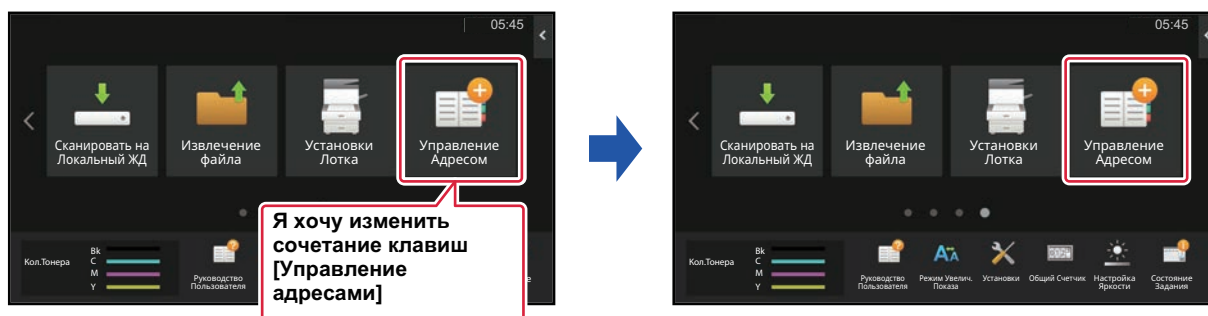 05:45
Сканировать на
Локальный ЖД
Извлечение
файла
Установки
Лотка
Управление
Адресом
Я хочу изменить
сочетание клавиш
[Управление
адресами]
Кол.Тонера
Bk
C
M
Y
Руководство
Пользователя
05:45
Сканировать на
Локальный ЖД
Извлечение
файла
Установки
Лотка
Управление
Адресом
Кол.Тонера
Bk
C
M
Y
Руководство
Пользователя
Режим Увелич.
Показа
Установки
Общий Счетчик
Настройка
Яркости
Состояние
Задания